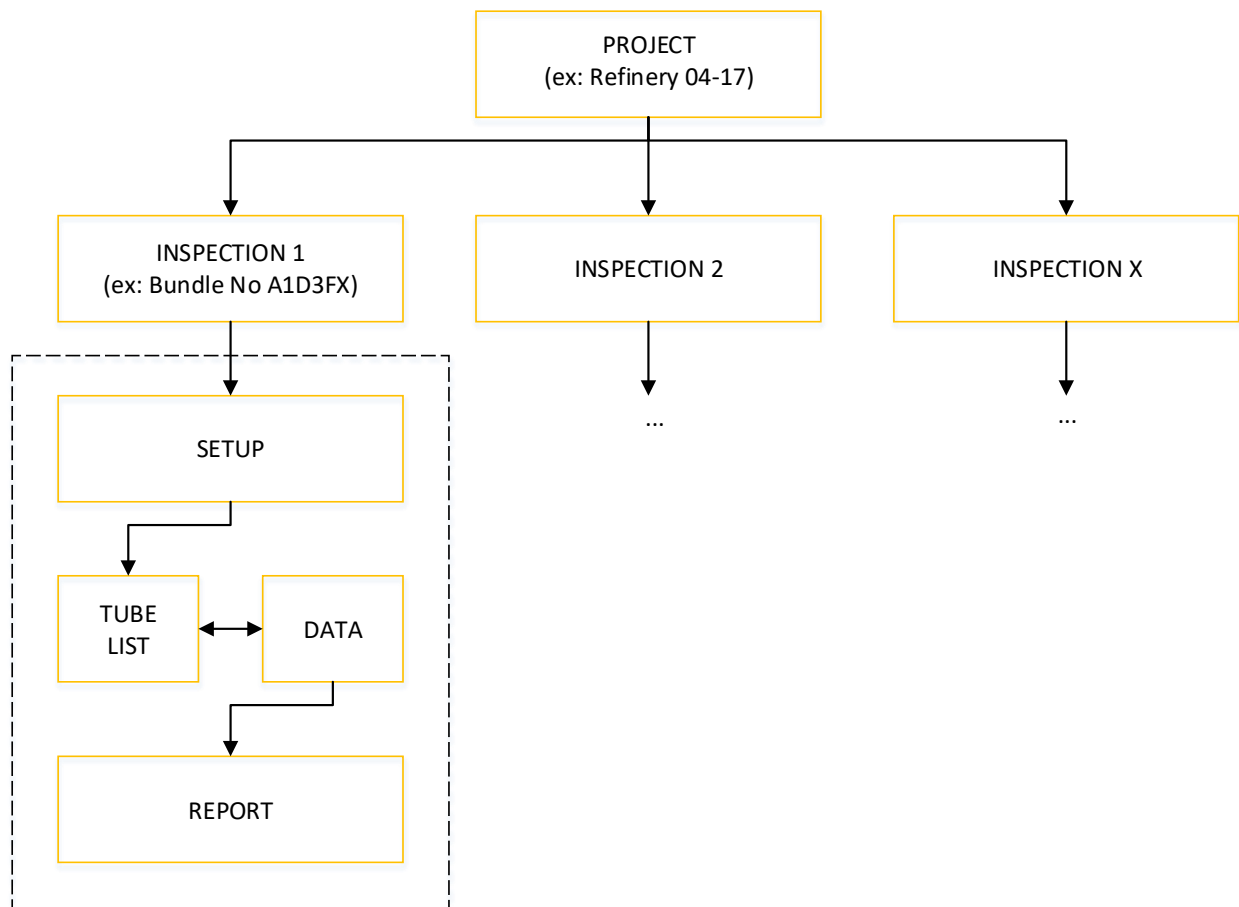 PROJECT
(ex: Refinery 04-17)
INSPECTION 1
(ex: Bundle No A1D3FX)
INSPECTION 2
INSPECTION X
SETUP
...
...
TUBE
LIST
DATA
REPORT